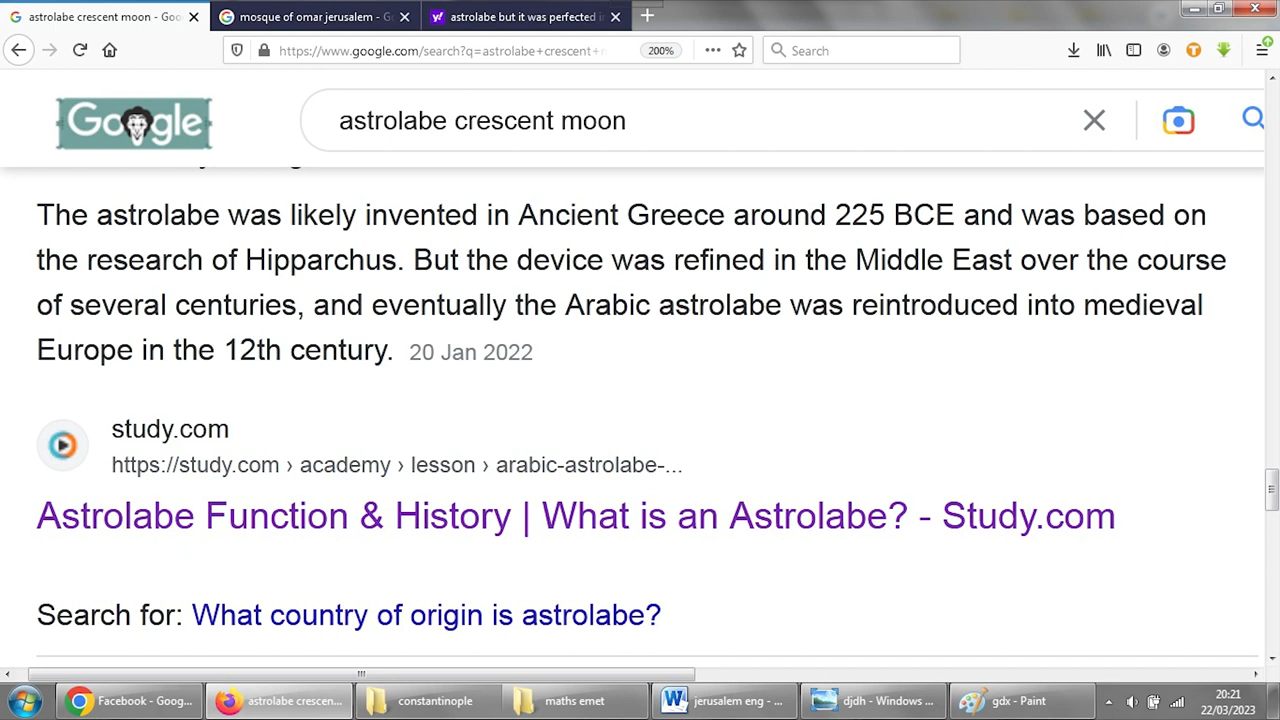 astrolabe crescent moon - Goo
mosque of omar jerusalem - G
astrolabe but it was perfected i
https://www.google.com/search?q=astrolabe+crescent+
200%
Search
Google
astrolabe crescent moon
The astrolabe was likely invented in Ancient Greece around 225 BCE and was based on
the research of Hipparchus. But the device was refined in the Middle East over the course
of several centuries, and eventually the Arabic astrolabe was reintroduced into medieval
Europe in the 12th century. 20 Jan 2022
study.com
https://study.com › academy › lesson › arabic-astrolabe-...
Astrolabe Function & History | What is an Astrolabe? - Study.com
Search for: What country of origin is astrolabe?
Facebook - Goog...
astrolabe crescen...
constantinople
maths emet
jerusalem eng - ...
djdh - Windows ...
gdx - Paint
20:21
22/03/2023